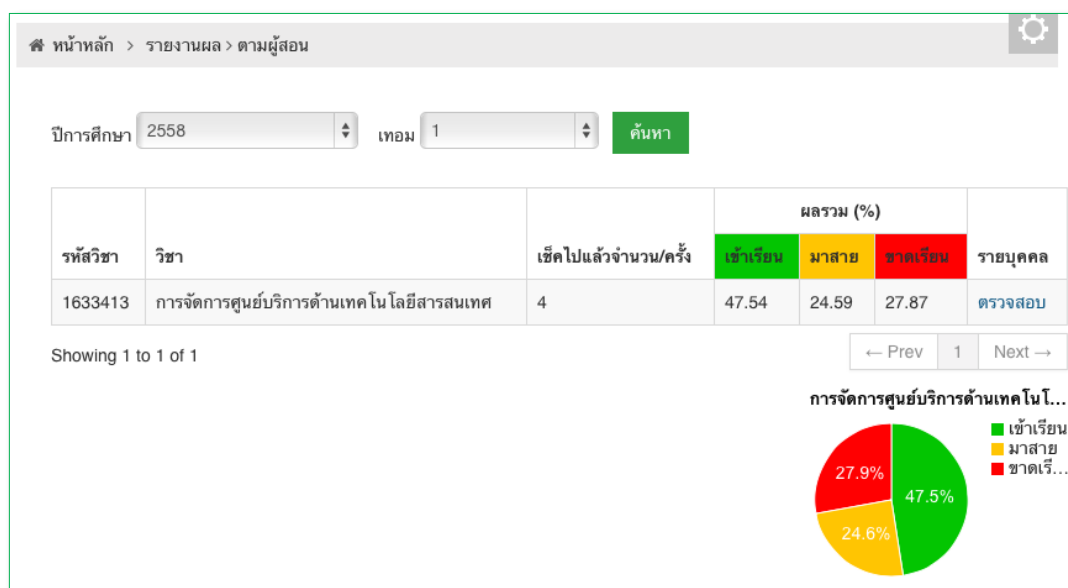 หน้าหลัก > รายงานผล > ตามผู้สอน
ปีการศึกษา 2558 เทอม 1 ค้นหา
ผลรวม (%)
รหัสวิชา วิชา เช็คไปแล้วจำนวน/ครั้ง เข้าเรียน มาสาย ขาดเรียน รายบุคคล
1633413 การจัดการศูนย์บริการด้านเทคโนโลยีสารสนเทศ 4 47.54 24.59 27.87 ตรวจสอบ
Showing 1 to 1 of 1 ← Prev 1 Next →
การจัดการศูนย์บริการด้านเทคโนโ...
เข้าเรียน
มาสาย
ขาดเรี...
27.9%
47.5%
24.6%